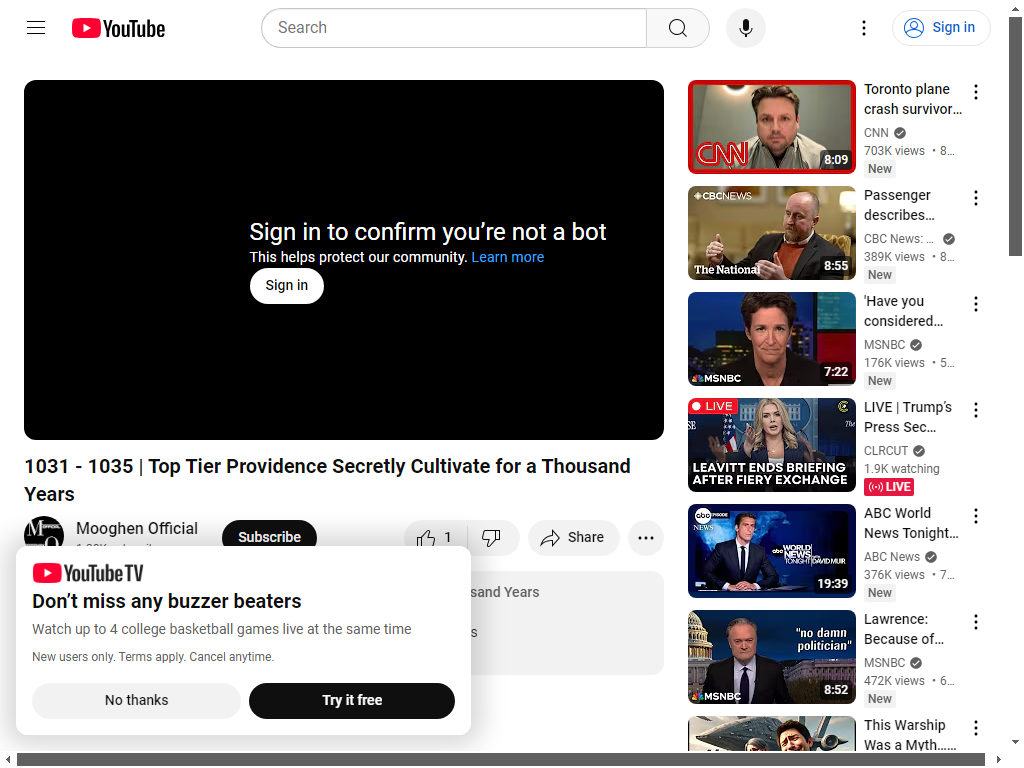 YouTube
Search
Sign in
Sign in to confirm you're not a bot
This helps protect our community. Learn more
Sign in
1031 - 1035 | Top Tier Providence Secretly Cultivate for a Thousand
Years
Mooghen Official
Subscribe
1
Share
sand Years
s
YouTube TV
Don't miss any buzzer beaters
Watch up to 4 college basketball games live at the same time
New users only. Terms apply. Cancel anytime.
No thanks
Try it free
CNN
8:09
Toronto plane
crash survivor...
CNN
703K views • 8...
New
CBCNEWS
The National
8:55
Passenger
describes...
CBC News: ...
389K views • 8...
New
MSNBC
7:22
'Have you
considered...
MSNBC
176K views • 5...
New
LIVE
LEAVITT ENDS BRIEFING
AFTER FIERY EXCHANGE
LIVE | Trump's
Press Sec...
CLRCUT
1.9K watching
LIVE
abc EPISODE
NEWS
abc WORLD
NEWS
TONIGHT DAVID MUIR
19:39
ABC World
News Tonight...
ABC News
376K views • 7...
New
"no damn
politician"
MSNBC
8:52
Lawrence:
Because of...
MSNBC
472K views • 6...
New
This Warship
Was a Myth......